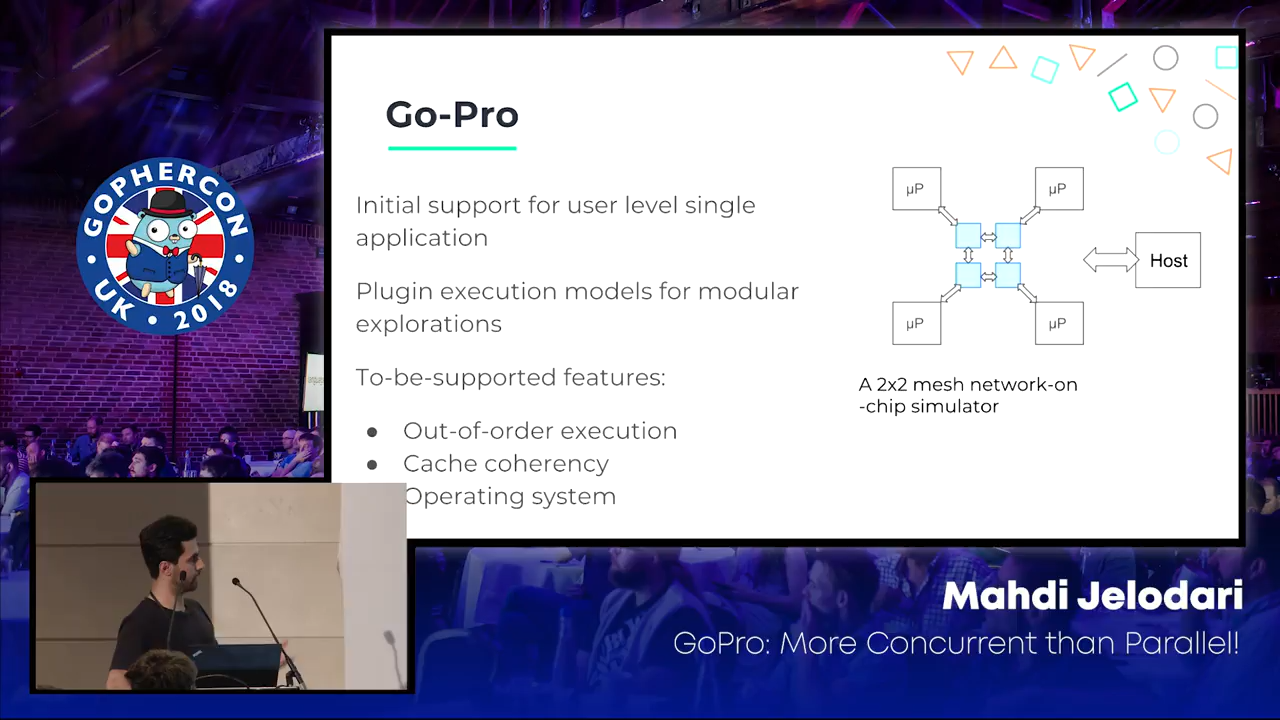 GOPHERCON
UK • 2018
Go-Pro
Initial support for user level single
application
Plugin execution models for modular
explorations
To-be-supported features:
● Out-of-order execution
● Cache coherency
Operating system
µP
µP
Host
µP
µP
A 2x2 mesh network-on
-chip simulator
Mahdi Jelodari
GoPro: More Concurrent than Parallel!